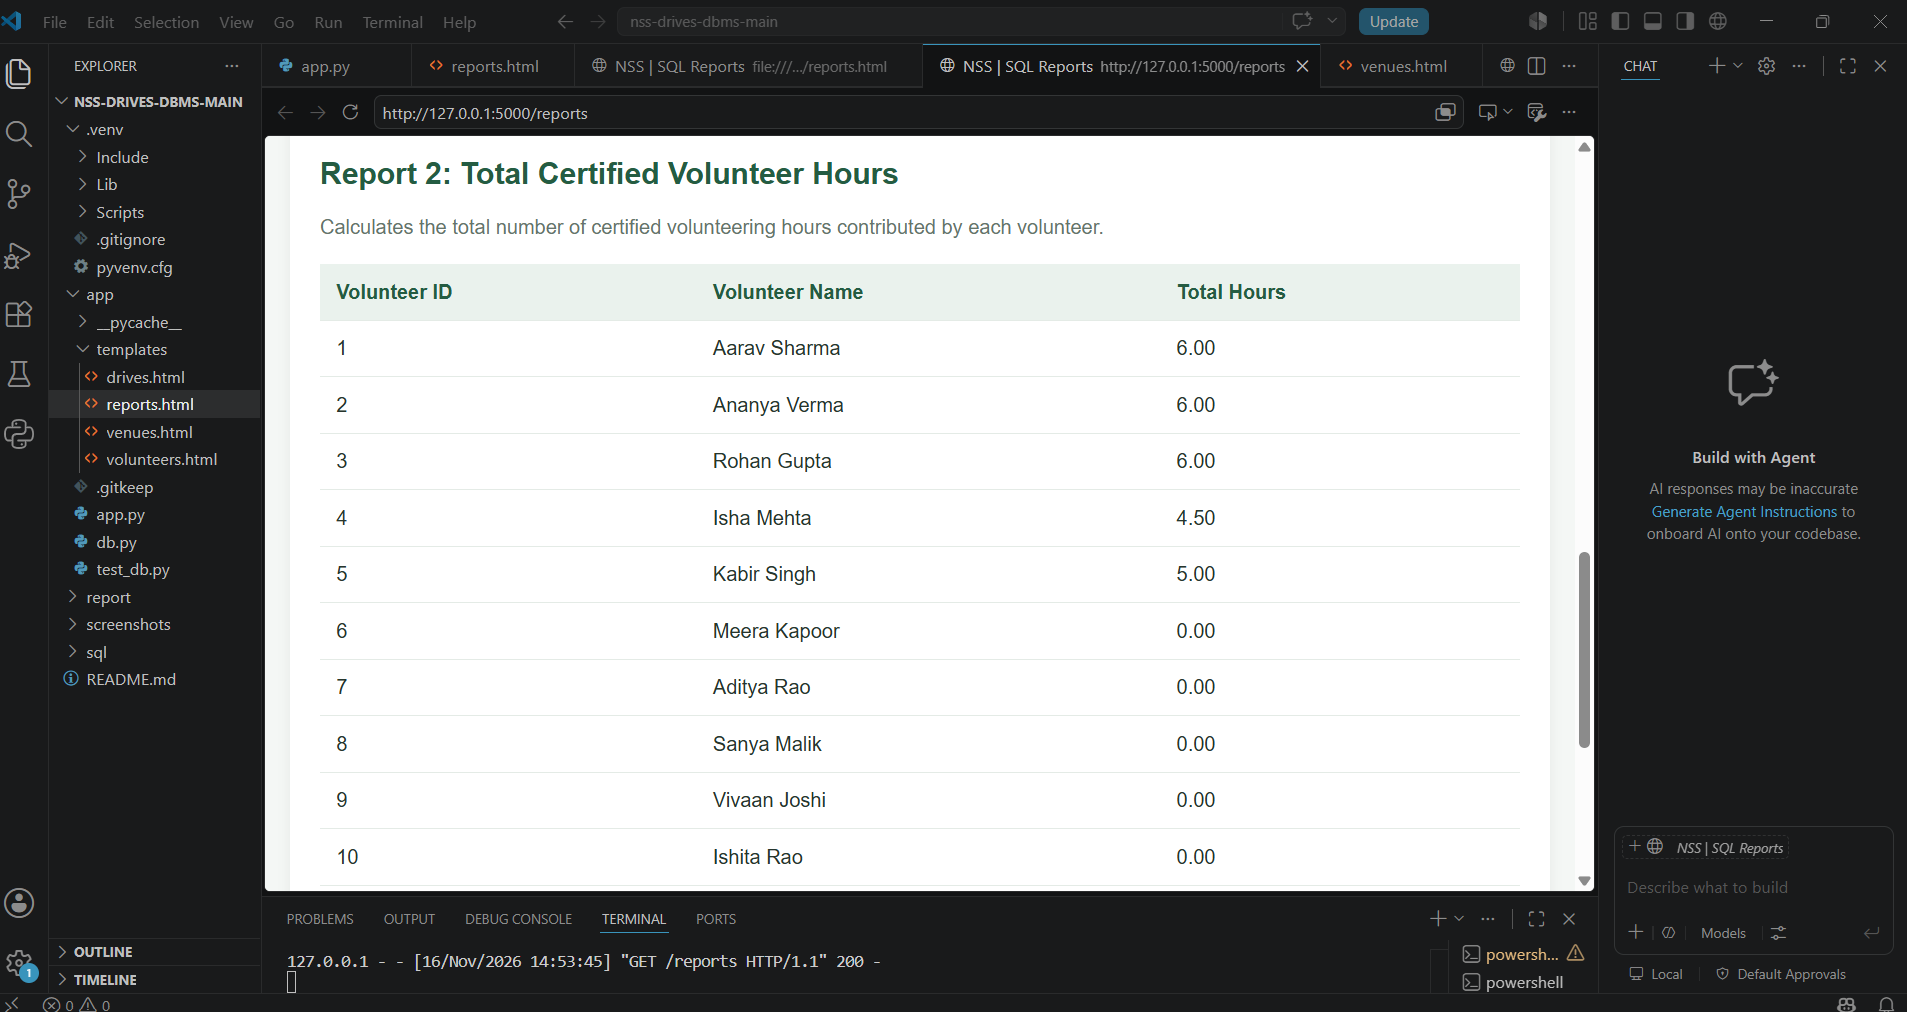 File Edit Selection View Go Run Terminal Help
nss-drives-dbms-main
Update
EXPLORER
NSS-DRIVES-DBMS-MAIN
.venv
Include
Lib
Scripts
.gitignore
pyvenv.cfg
app
__pycache__
templates
drives.html
reports.html
venues.html
volunteers.html
.gitkeep
app.py
db.py
test_db.py
report
screenshots
sql
README.md
OUTLINE
TIMELINE
app.py
reports.html
NSS | SQL Reports file:///.../reports.html
NSS | SQL Reports http://127.0.0.1:5000/reports
venues.html
http://127.0.0.1:5000/reports
Report 2: Total Certified Volunteer Hours
Calculates the total number of certified volunteering hours contributed by each volunteer.
Volunteer ID Volunteer Name Total Hours
1 Aarav Sharma 6.00
2 Ananya Verma 6.00
3 Rohan Gupta 6.00
4 Isha Mehta 4.50
5 Kabir Singh 5.00
6 Meera Kapoor 0.00
7 Aditya Rao 0.00
8 Sanya Malik 0.00
9 Vivaan Joshi 0.00
10 Ishita Rao 0.00
PROBLEMS OUTPUT DEBUG CONSOLE TERMINAL PORTS
127.0.0.1 - - [16/Nov/2026 14:53:45] "GET /reports HTTP/1.1" 200 -
powersh...
powershell
CHAT
Build with Agent
AI responses may be inaccurate
Generate Agent Instructions to
onboard AI onto your codebase.
NSS | SQL Reports
Describe what to build
Models
Local Default Approvals
1
0 0